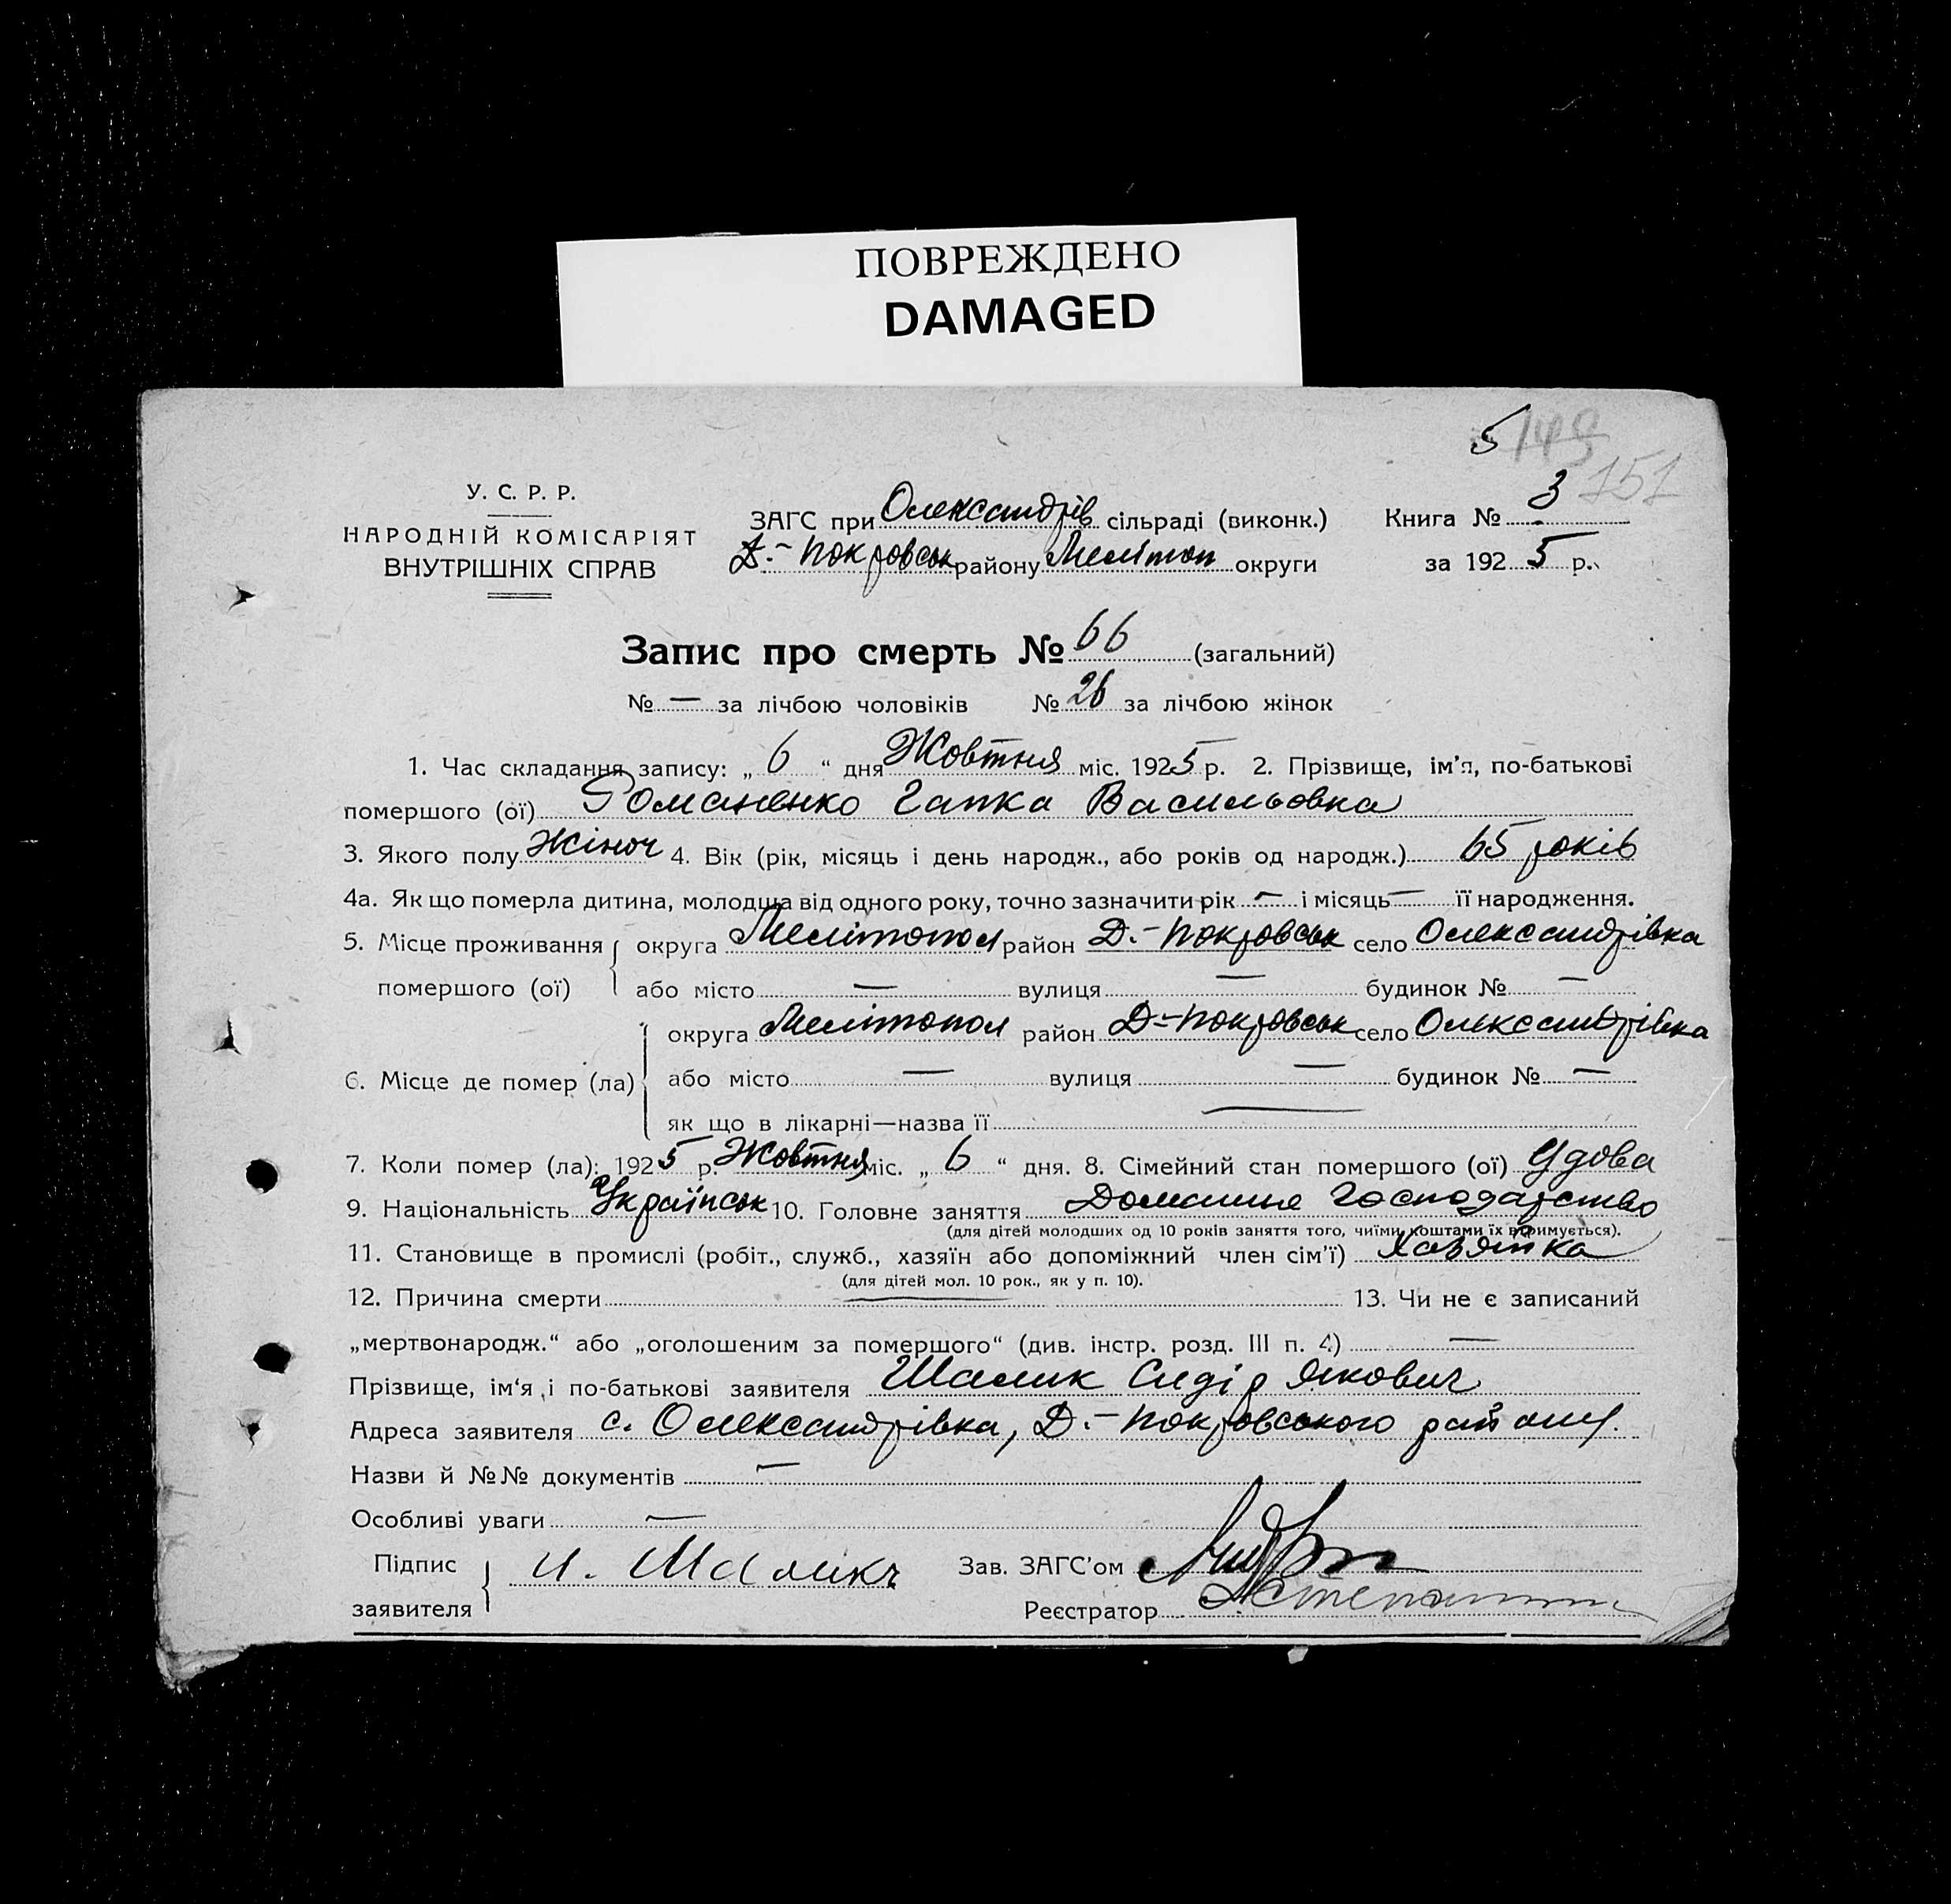 ПОВРЕЖДЕНО
DAMAGED
5 149
151
У. С. Р. Р.
НАРОДНІЙ КОМІСАРІЯТ
ВНУТРІШНІХ СПРАВ
ЗАГС при Олександрів сільраді (виконк.) Книга № 3
Д.-Покровськ району Мелітоп округи за 1925 р.
Запис про смерть № 66 (загальний)
№ — за лічбою чоловіків № 26 за лічбою жінок
1. Час складання запису: „ 6 “ дня Жовтня міс. 1925 р. 2. Прізвище, ім'я, по-батькові
помершого (ої) Романенко Гапка Васильовка
3. Якого полу Жіноч 4. Вік (рік, місяць і день народж., або років од народж.) 65 років
4а. Як що померла дитина, молодша від одного року, точно зазначити рік — і місяць — її народження.
5. Місце проживання помершого (ої) округа Мелітопол район Д.-Покровськ село Олександрівка
або місто — вулиця — будинок № —
6. Місце де помер (ла) округа Мелітопол район Д-Покровськ село Олександрівка
або місто — вулиця — будинок № —
як що в лікарні—назва її —
7. Коли помер (ла): 1925 р. Жовтня міс. „ 6 “ дня. 8. Сімейний стан помершого (ої) Удова
9. Національність Українськ 10. Головне заняття Домашнє Господарство
(для дітей молодших од 10 років заняття того, чиїми коштами їх втримується).
11. Становище в промислі (робіт., служб., хазяїн або допоміжний член сім'ї) Хазяйка
(для дітей мол. 10 рок., як у п. 10).
12. Причина смерти — 13. Чи не є записаний
„мертвонародж.“ або „оголошеним за помершого“ (див. інстр. розд. III п. 4) —
Прізвище, ім'я і по-батькові заявителя Шалик Сидір Якович
Адреса заявителя с. Олександрівка, Д.-Покровського району.
Назви й №№ документів —
Особливі уваги —
Підпис заявителя Шалик Зав. ЗАГС'ом
Реєстратор